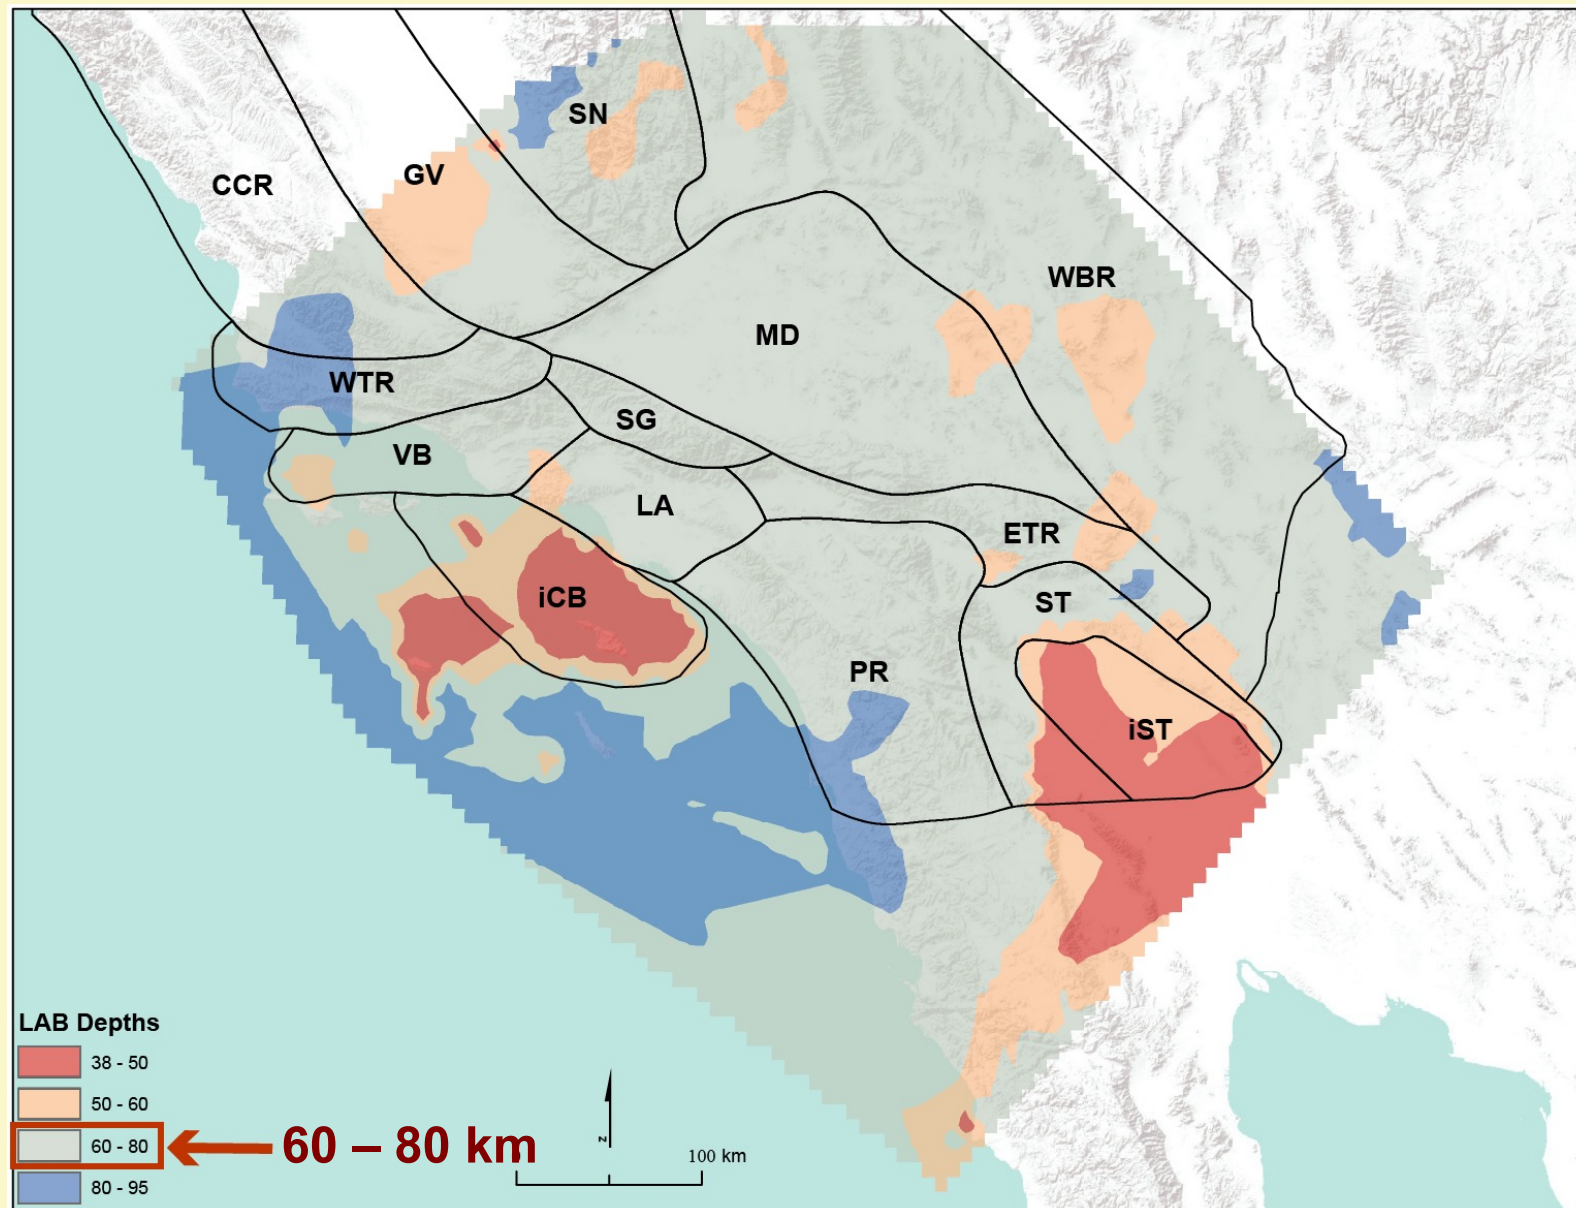 SN
GV
CCR
WBR
MD
WTR
SG
VB
LA
ETR
iCB
ST
PR
iST
LAB Depths
38 - 50
50 - 60
60 - 80
60 – 80 km
80 - 95
z
100 km